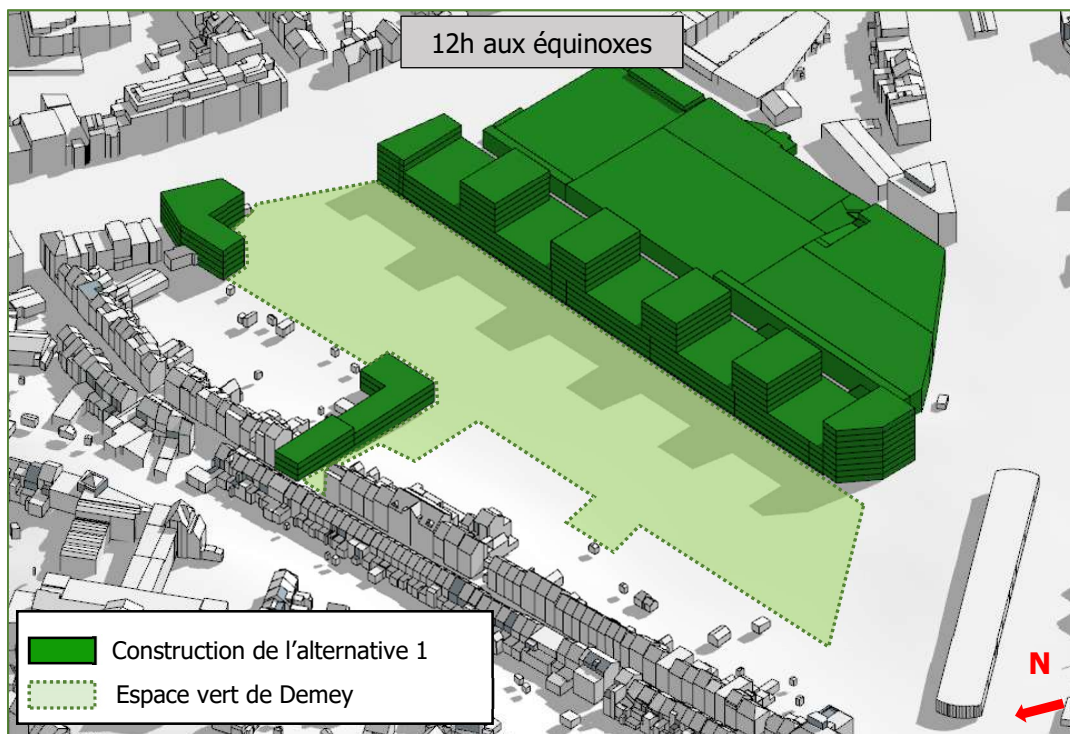 12h aux équinoxes
Construction de l'alternative 1
Espace vert de Demey
N